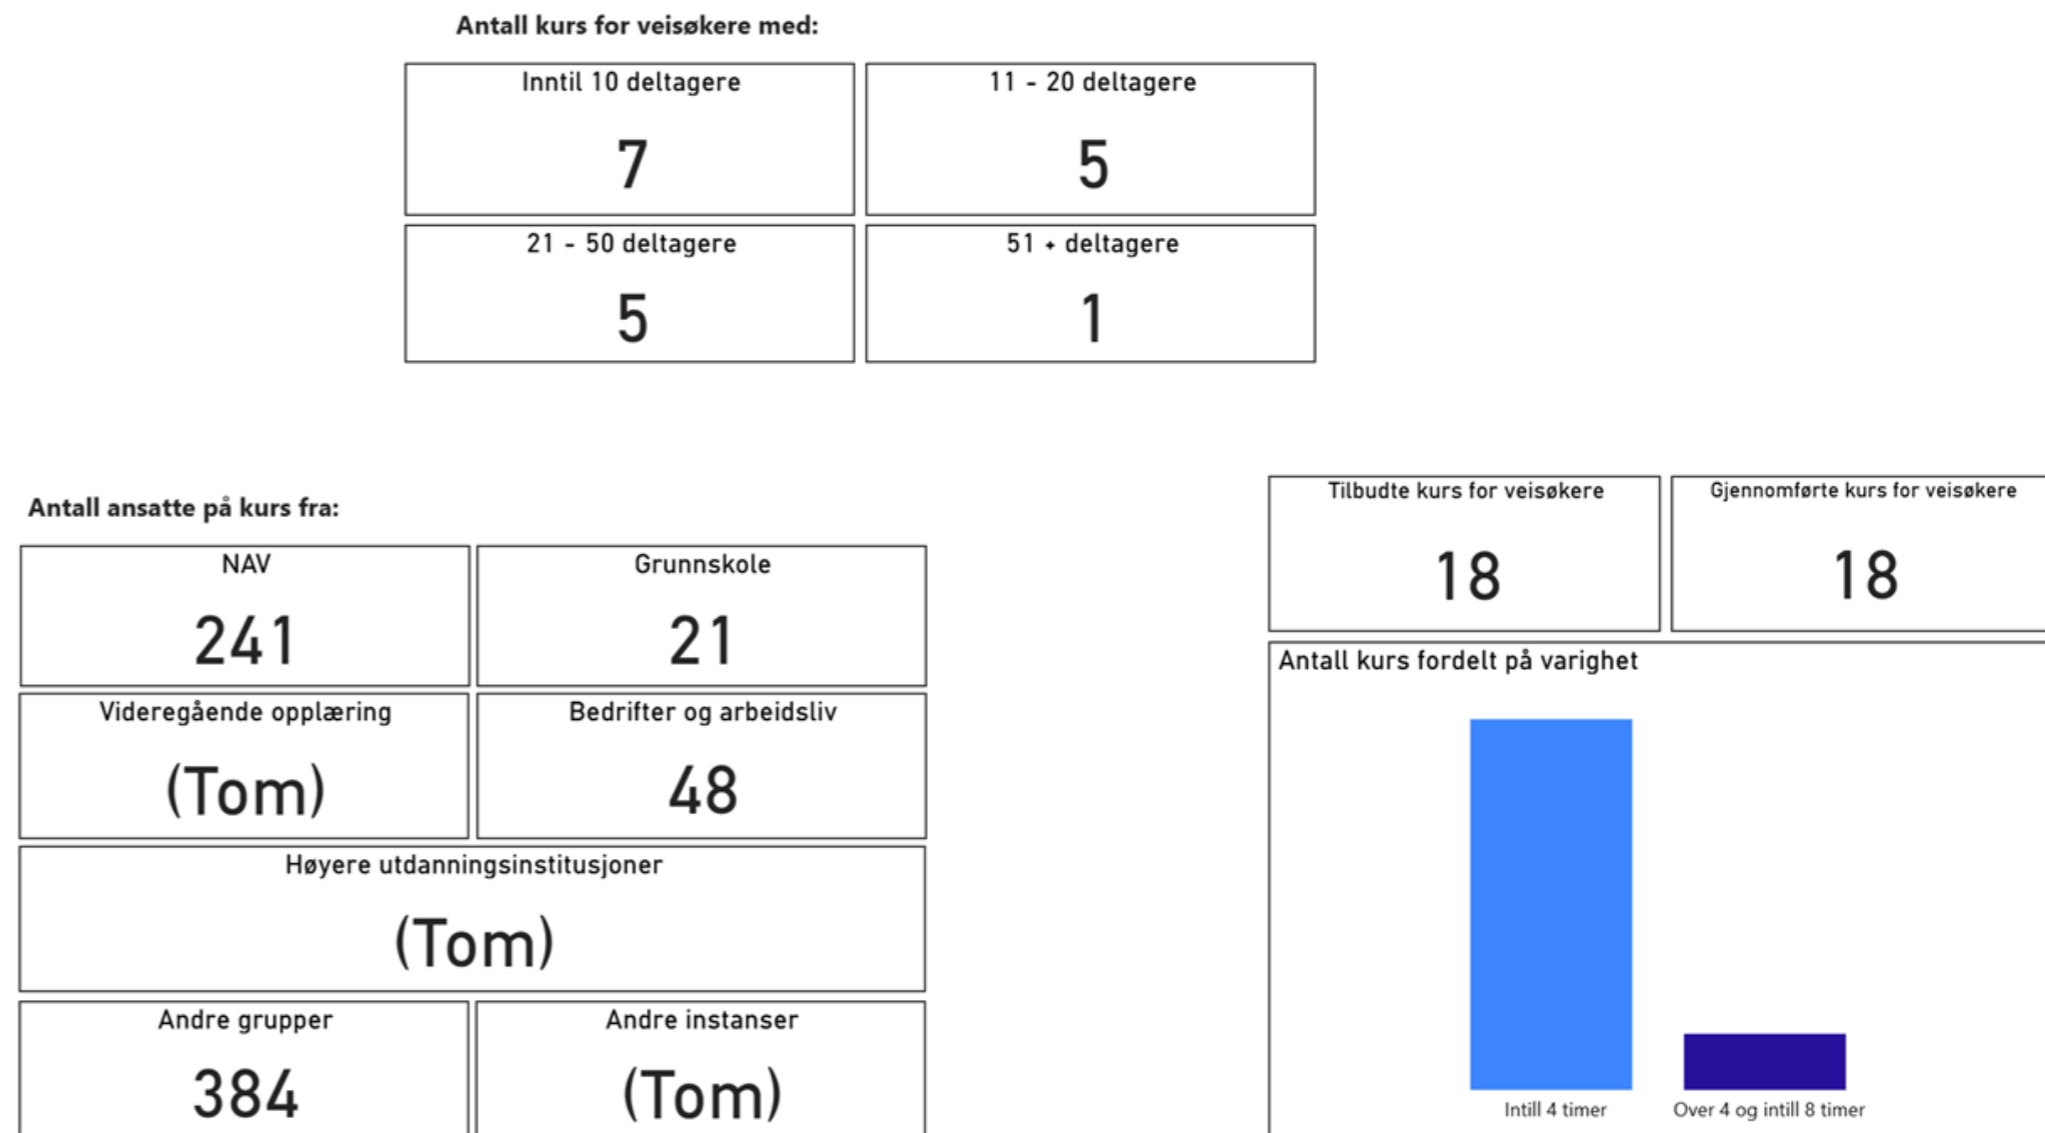 Antall kurs for veisøkere med:
Inntil 10 deltagere
7
11 - 20 deltagere
5
21 - 50 deltagere
5
51 + deltagere
1
Antall ansatte på kurs fra:
NAV
241
Grunnskole
21
Videregående opplæring
(Tom)
Bedrifter og arbeidsliv
48
Høyere utdanningsinstitusjoner
(Tom)
Andre grupper
384
Andre instanser
(Tom)
Tilbudte kurs for veisøkere
18
Gjennomførte kurs for veisøkere
18
Antall kurs fordelt på varighet
Intill 4 timer
Over 4 og intill 8 timer